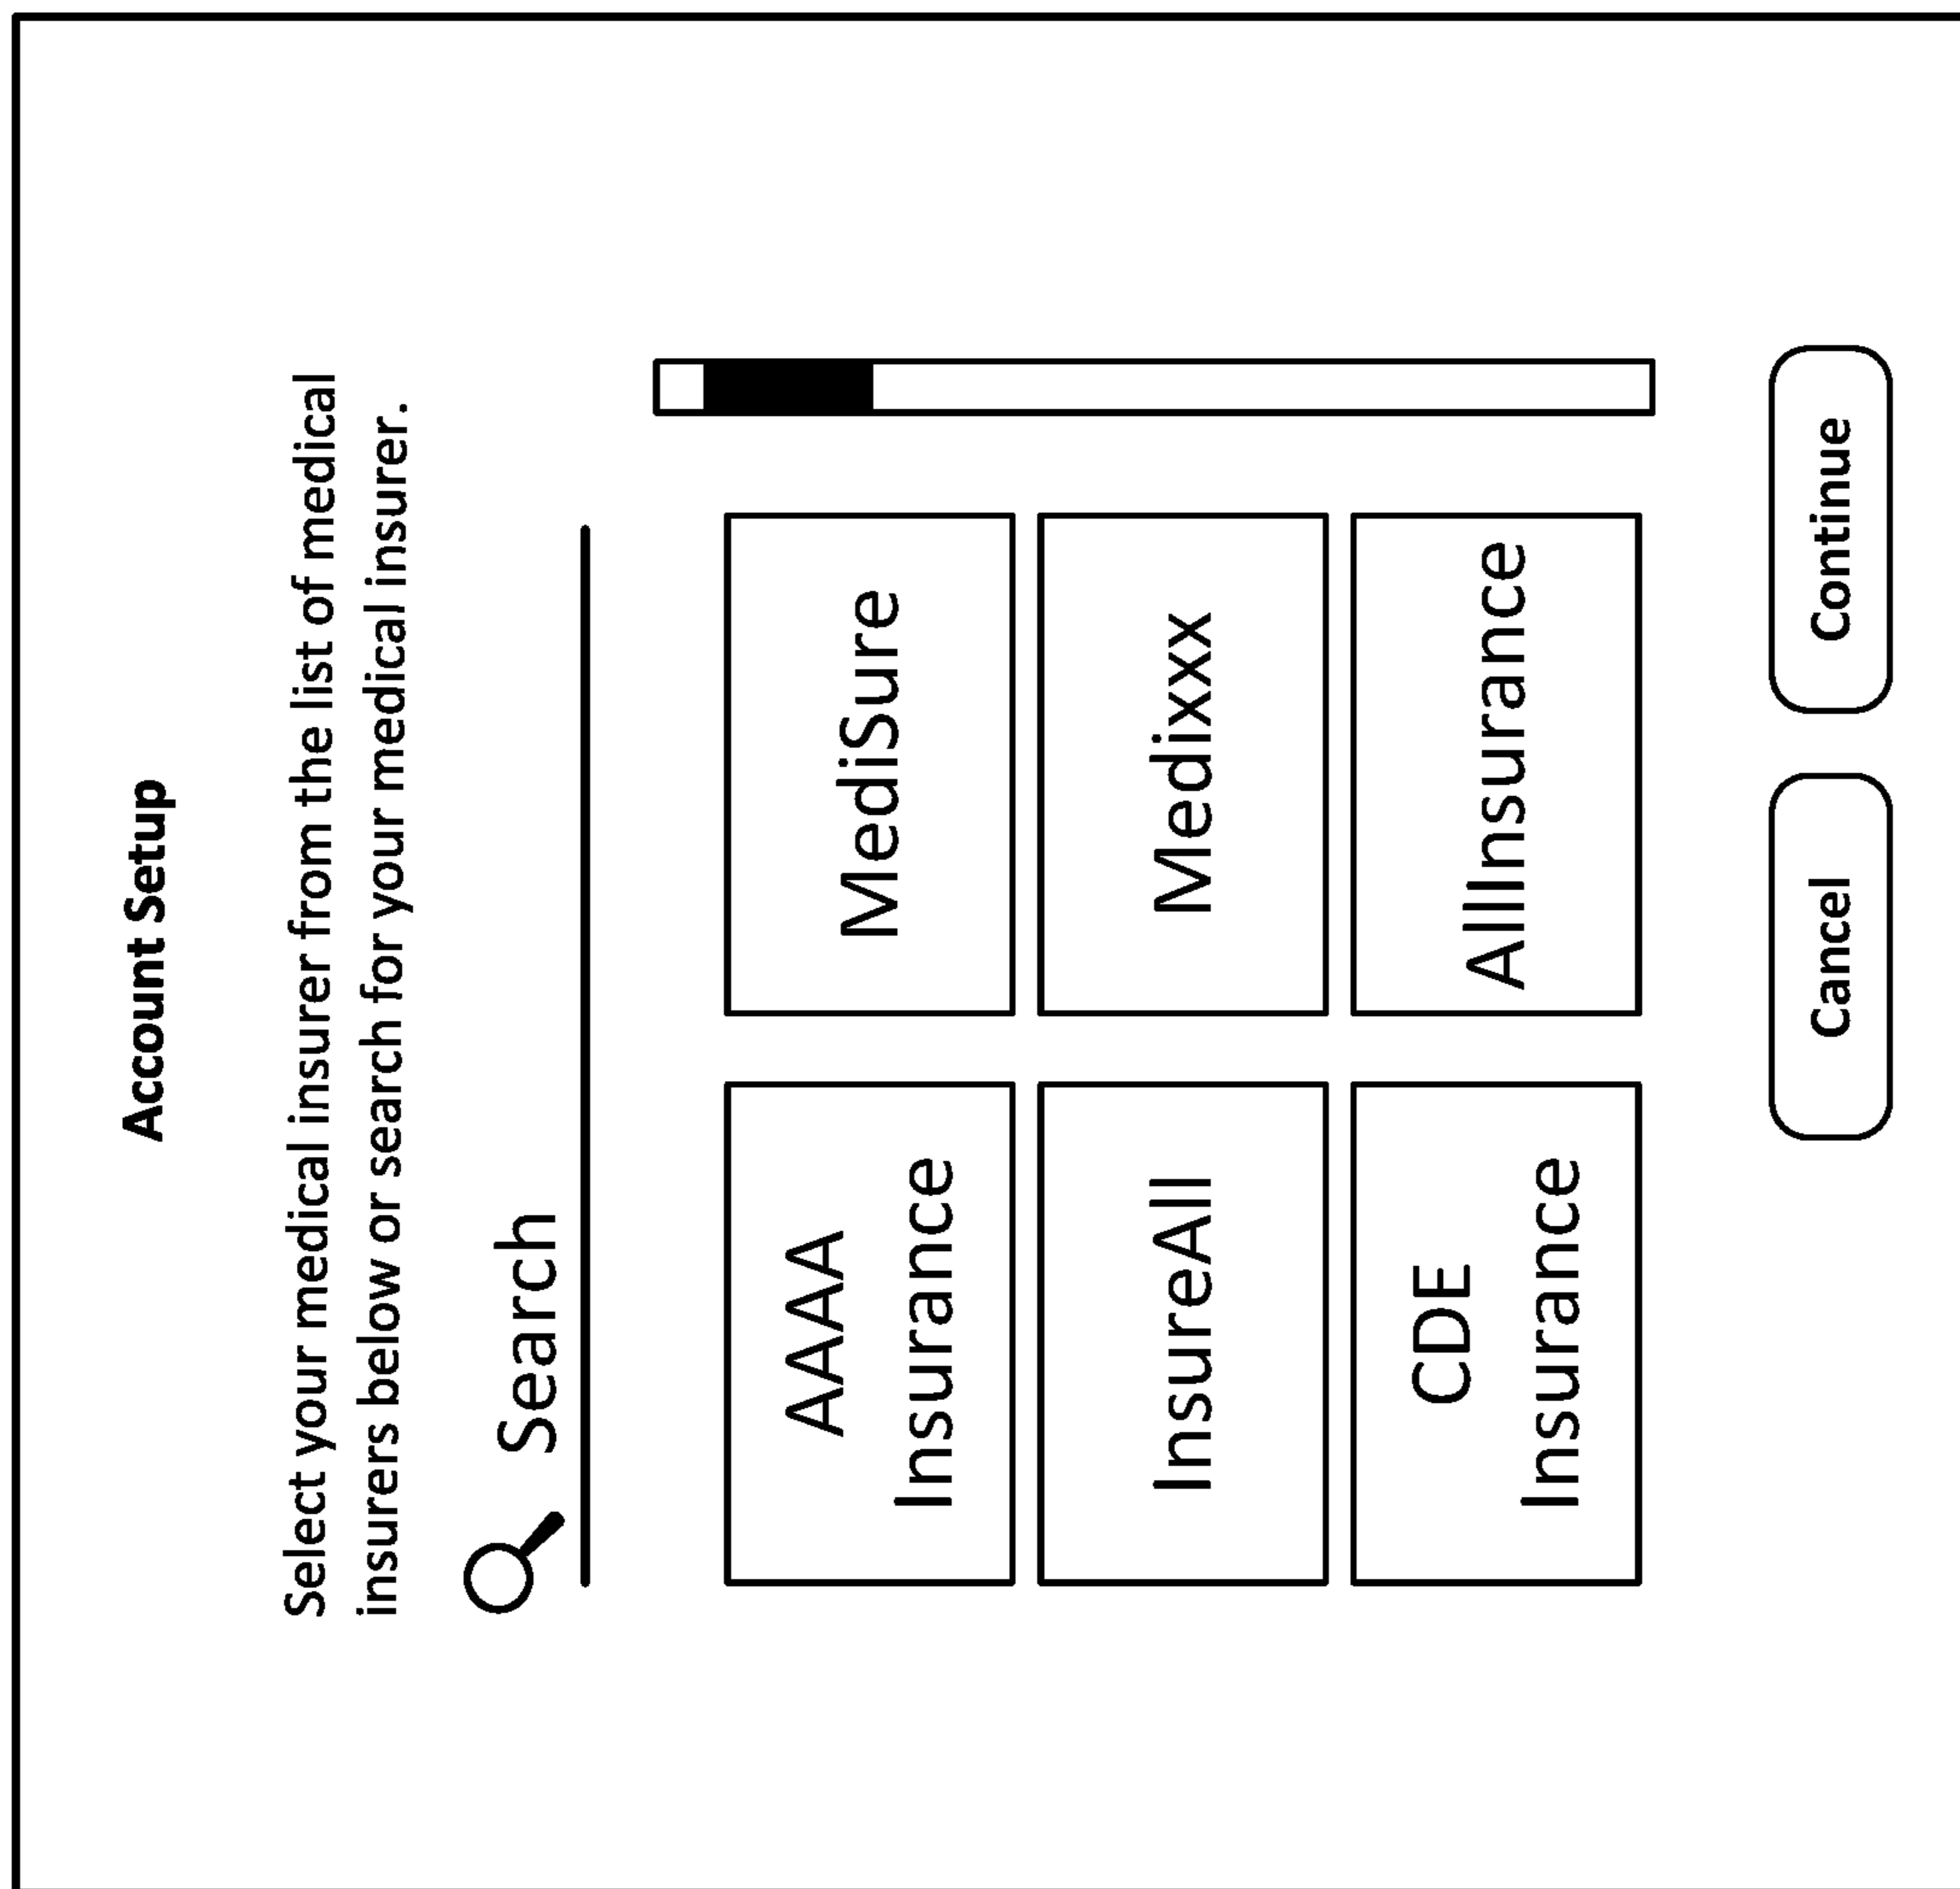 Account Setup
Select your medical insurer from the list of medical
insurers below or search for your medical insurer.
Search
AAAA
Insurance
MediSure
InsureAll
Medixxx
CDE
Insurance
AllInsurance
Cancel
Continue